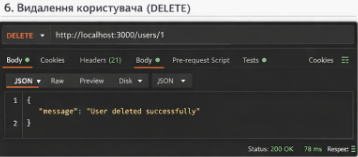 6. Видалення користувача (DELETE)
DELETE http://localhost:3000/users/1
Body Cookies Headers (21) Body Pre-request Script Tests Cookies
JSON Raw Preview Disk JSON
1 {
"message": "User deleted successfully"
2 }
Status: 200 OK 78 ms